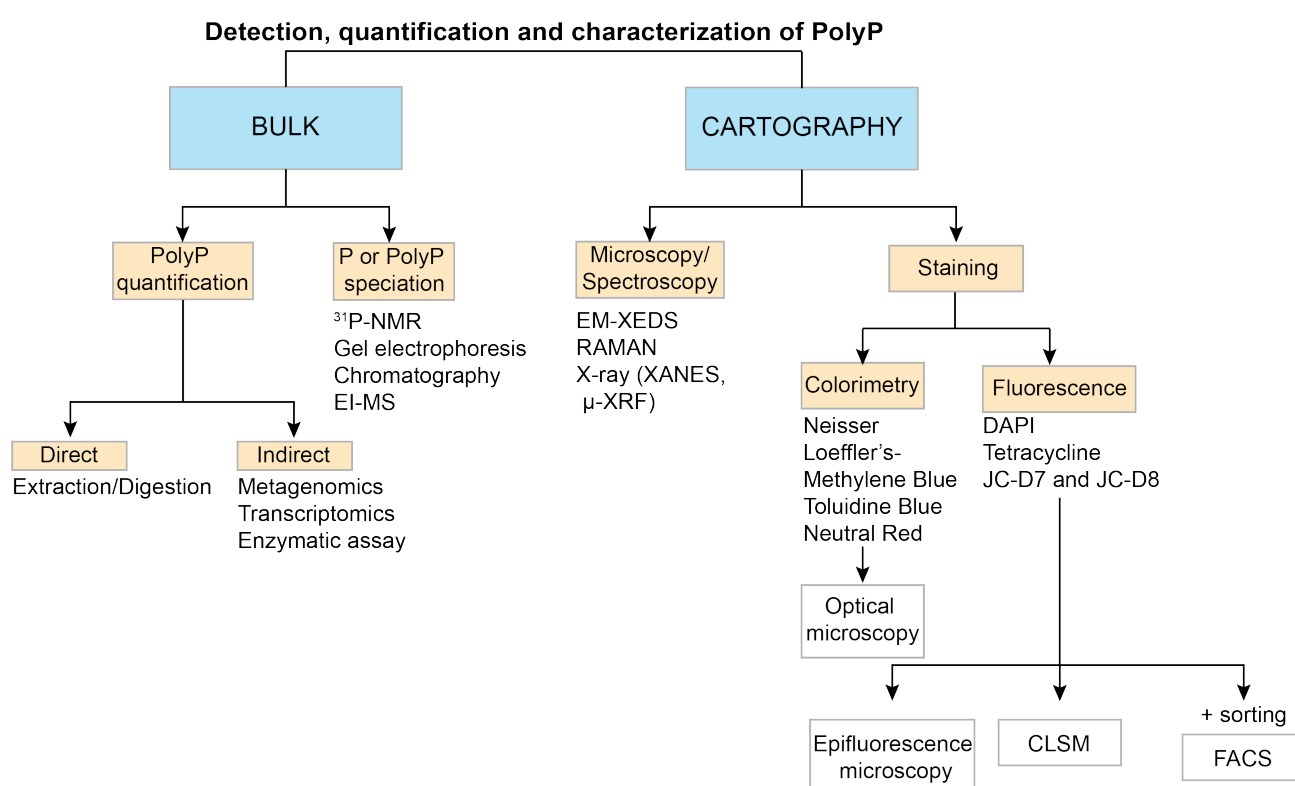 Detection, quantification and characterization of PolyP
BULK
CARTOGRAPHY
PolyP
quantification
P or PolyP
speciation
³¹P-NMR
Gel electrophoresis
Chromatography
EI-MS
Direct
Extraction/Digestion
Indirect
Metagenomics
Transcriptomics
Enzymatic assay
Microscopy/
Spectroscopy
EM-XEDS
RAMAN
X-ray (XANES,
µ-XRF)
Staining
Colorimetry
Neisser
Loeffler’s-
Methylene Blue
Toluidine Blue
Neutral Red
Optical
microscopy
Fluorescence
DAPI
Tetracycline
JC-D7 and JC-D8
Epifluorescence
microscopy
CLSM
+ sorting
FACS